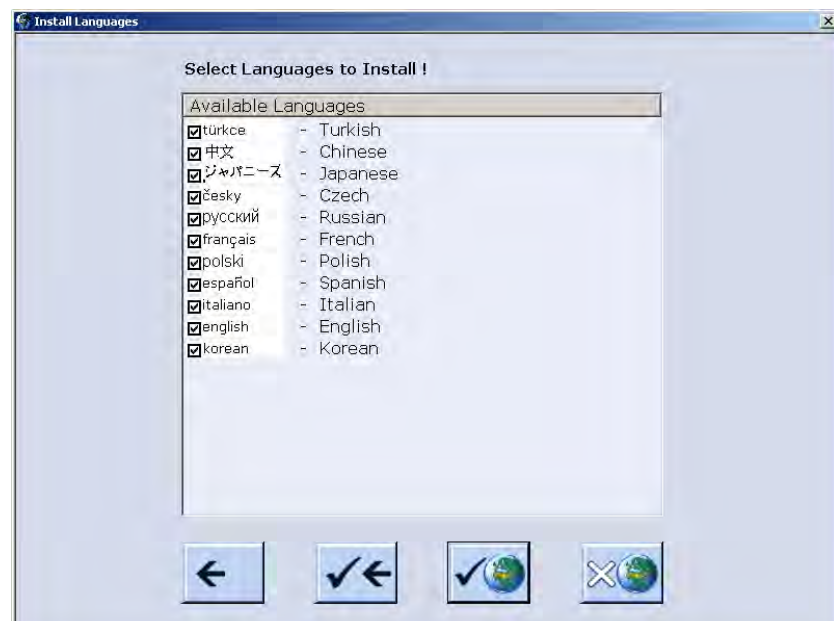 Install Languages
Select Languages to Install !
Available Languages
türkce - Turkish
中文 - Chinese
ジャパニーズ - Japanese
česky - Czech
русский - Russian
français - French
polski - Polish
español - Spanish
italiano - Italian
english - English
korean - Korean